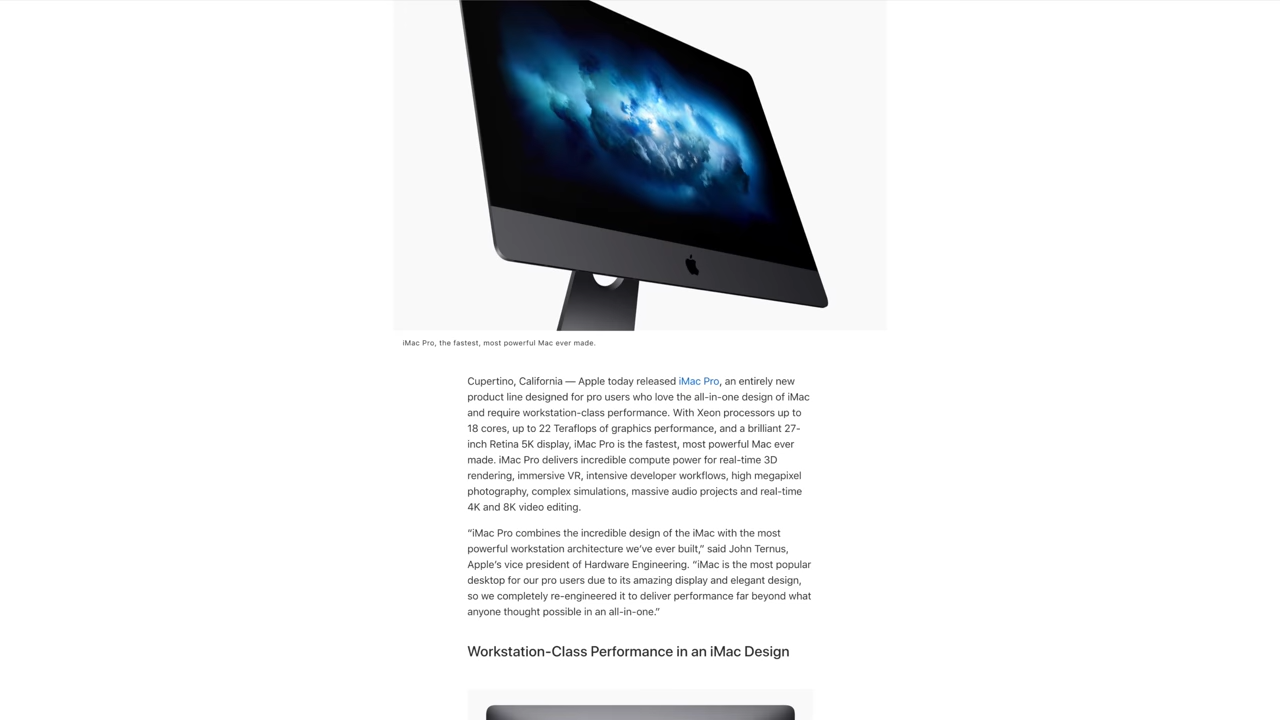 iMac Pro, the fastest, most powerful Mac ever made.
Cupertino, California — Apple today released iMac Pro, an entirely new
product line designed for pro users who love the all-in-one design of iMac
and require workstation-class performance. With Xeon processors up to
18 cores, up to 22 Teraflops of graphics performance, and a brilliant 27-
inch Retina 5K display, iMac Pro is the fastest, most powerful Mac ever
made. iMac Pro delivers incredible compute power for real-time 3D
rendering, immersive VR, intensive developer workflows, high megapixel
photography, complex simulations, massive audio projects and real-time
4K and 8K video editing.
“iMac Pro combines the incredible design of the iMac with the most
powerful workstation architecture we’ve ever built,” said John Ternus,
Apple’s vice president of Hardware Engineering. “iMac is the most popular
desktop for our pro users due to its amazing display and elegant design,
so we completely re-engineered it to deliver performance far beyond what
anyone thought possible in an all-in-one.”
Workstation-Class Performance in an iMac Design